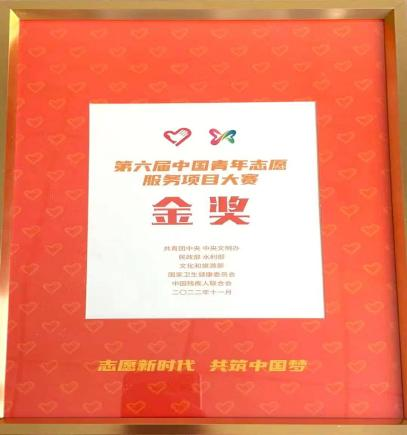 第六届中国青年志愿
服务项目大赛
金奖
共青团中央 中央文明办
民政部 水利部
文化和旅游部
国家卫生健康委员会
中国残疾人联合会
二〇二二年十一月
志愿新时代 共筑中国梦